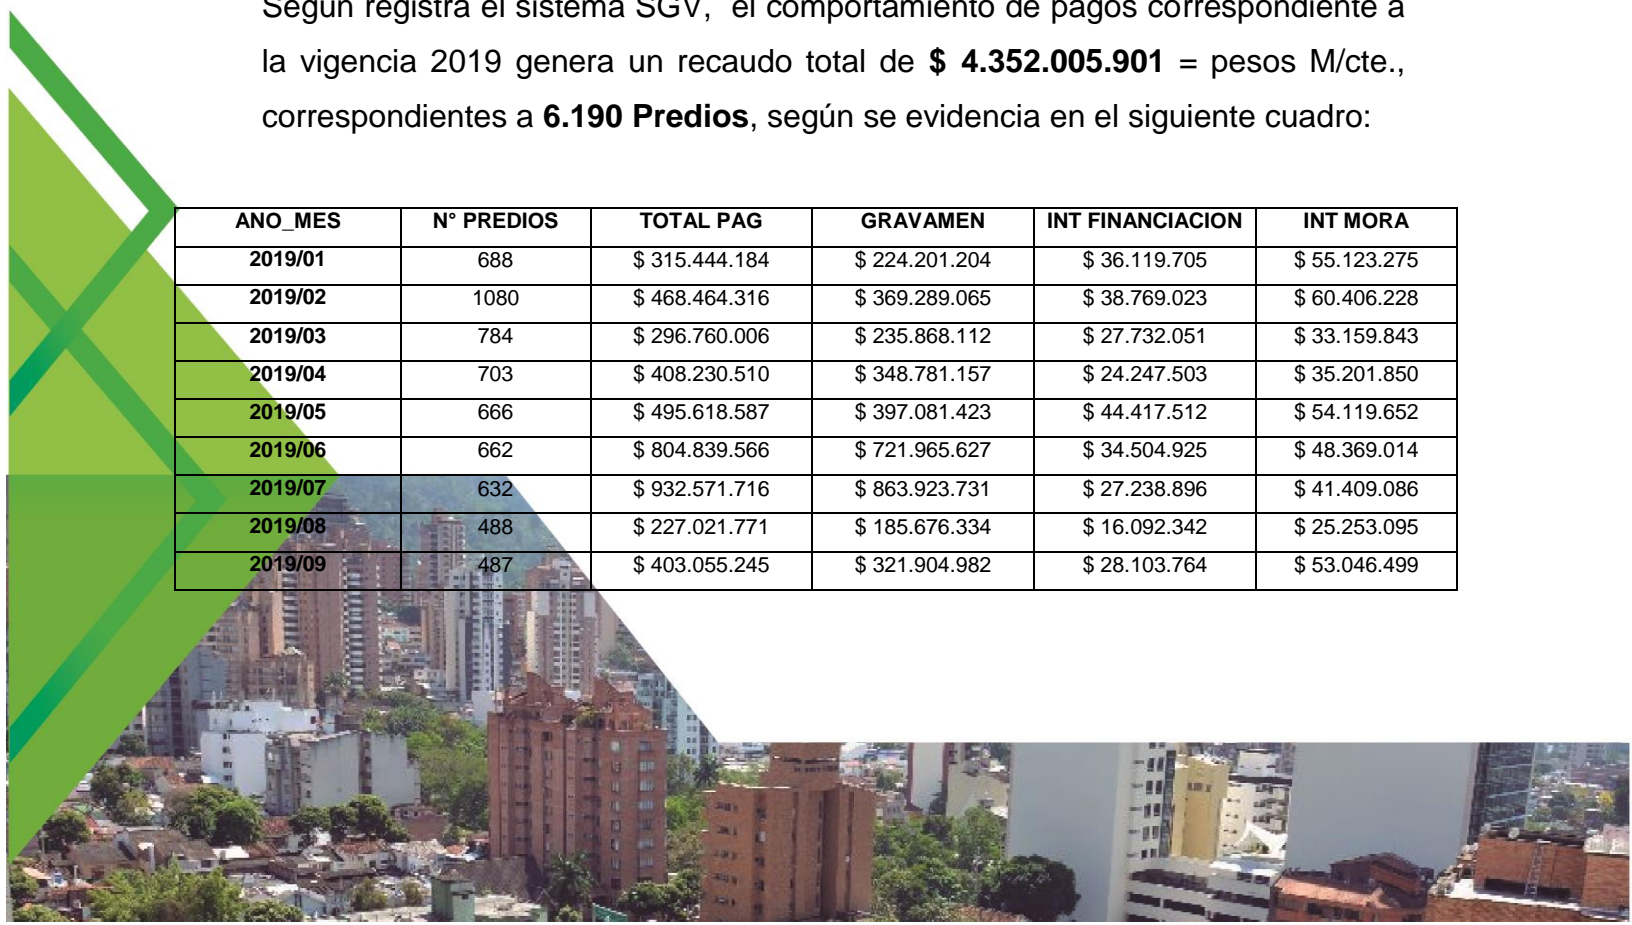 Según registra el sistema SGV, el comportamiento de pagos correspondiente a
la vigencia 2019 genera un recaudo total de $ 4.352.005.901 = pesos M/cte.,
correspondientes a 6.190 Predios, según se evidencia en el siguiente cuadro:
ANO_MES N° PREDIOS TOTAL PAG GRAVAMEN INT FINANCIACION INT MORA
2019/01 688 $ 315.444.184 $ 224.201.204 $ 36.119.705 $ 55.123.275
2019/02 1080 $ 468.464.316 $ 369.289.065 $ 38.769.023 $ 60.406.228
2019/03 784 $ 296.760.006 $ 235.868.112 $ 27.732.051 $ 33.159.843
2019/04 703 $ 408.230.510 $ 348.781.157 $ 24.247.503 $ 35.201.850
2019/05 666 $ 495.618.587 $ 397.081.423 $ 44.417.512 $ 54.119.652
2019/06 662 $ 804.839.566 $ 721.965.627 $ 34.504.925 $ 48.369.014
2019/07 632 $ 932.571.716 $ 863.923.731 $ 27.238.896 $ 41.409.086
2019/08 488 $ 227.021.771 $ 185.676.334 $ 16.092.342 $ 25.253.095
2019/09 487 $ 403.055.245 $ 321.904.982 $ 28.103.764 $ 53.046.499